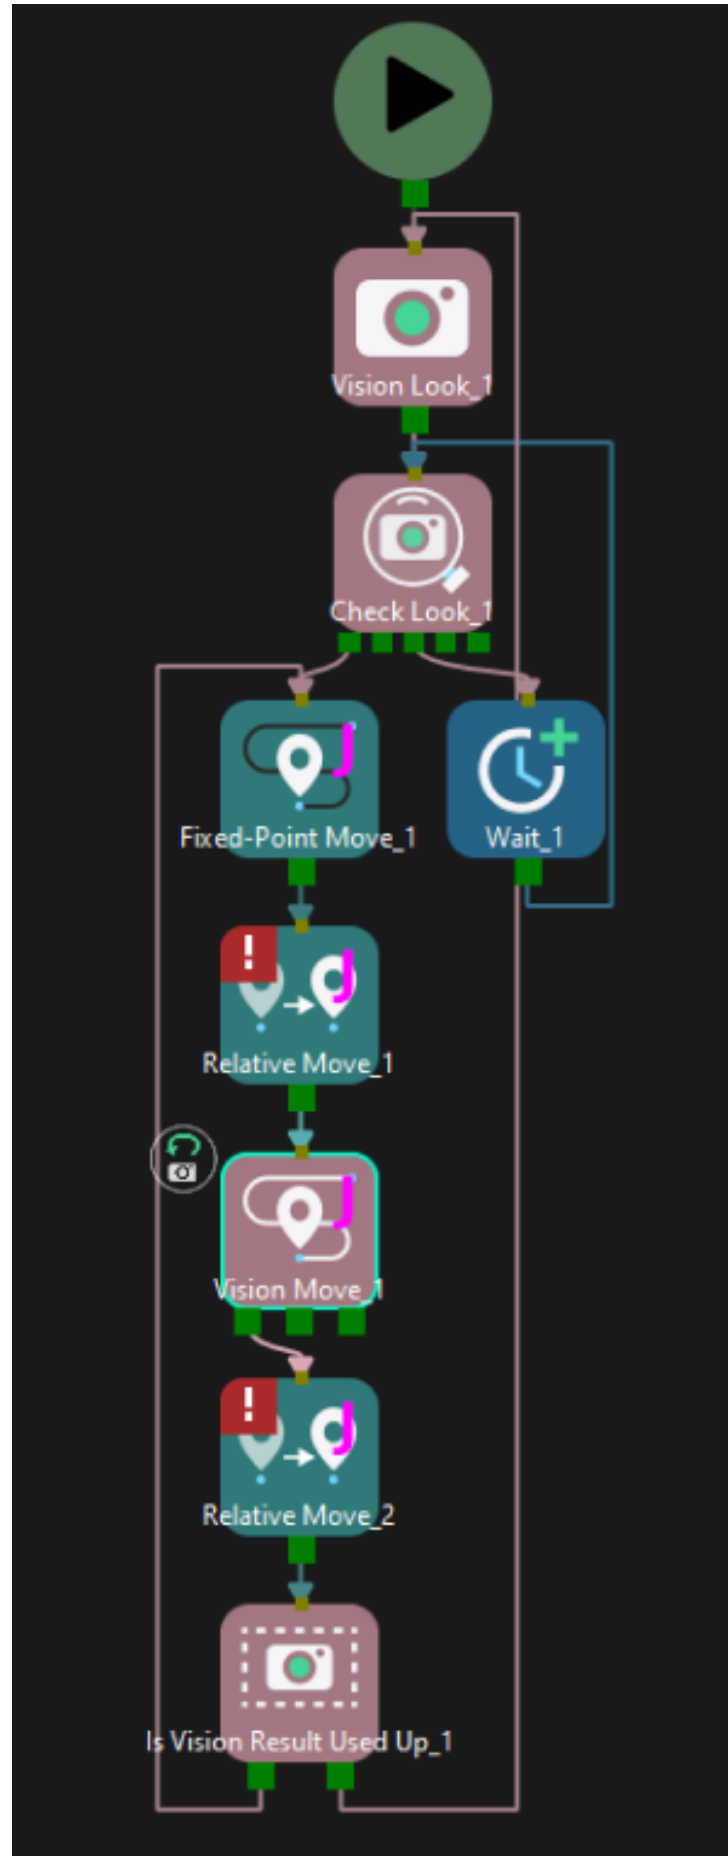 Vision Look_1
Check Look_1
J
Fixed-Point Move_1
Wait_1
!
J
Relative Move_1
J
Vision Move_1
!
J
Relative Move_2
Is Vision Result Used Up_1